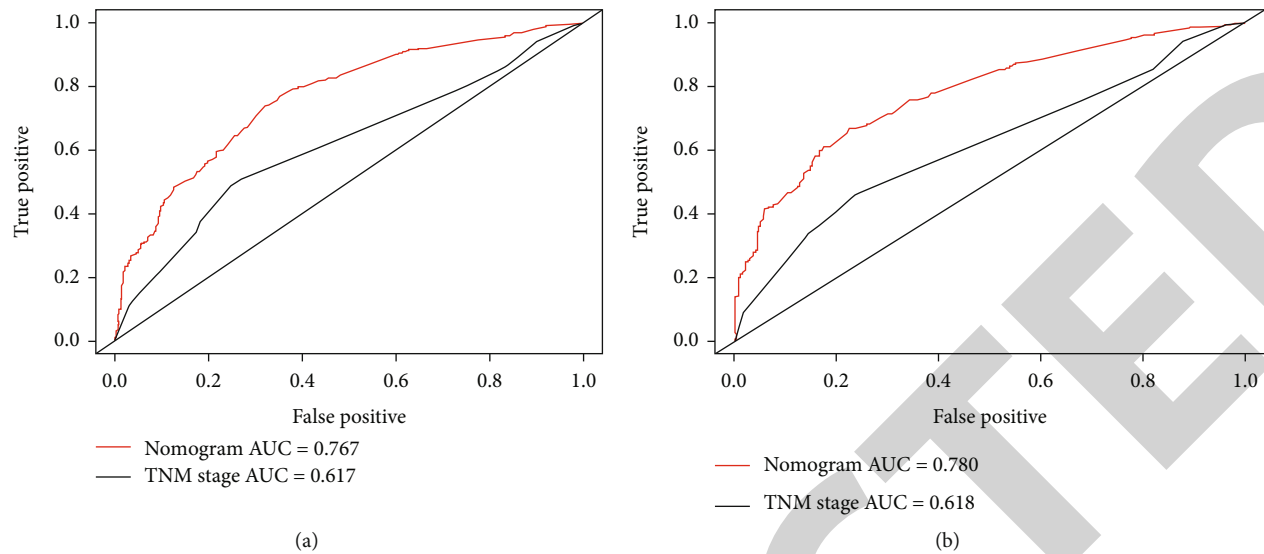 1.0
0.8
0.6
0.4
0.2
0.0
True positive
0.0 0.2 0.4 0.6 0.8 1.0
False positive
Nomogram AUC = 0.767
TNM stage AUC = 0.617
(a)
1.0
0.8
0.6
0.4
0.2
0.0
True positive
0.0 0.2 0.4 0.6 0.8 1.0
False positive
Nomogram AUC = 0.780
TNM stage AUC = 0.618
(b)